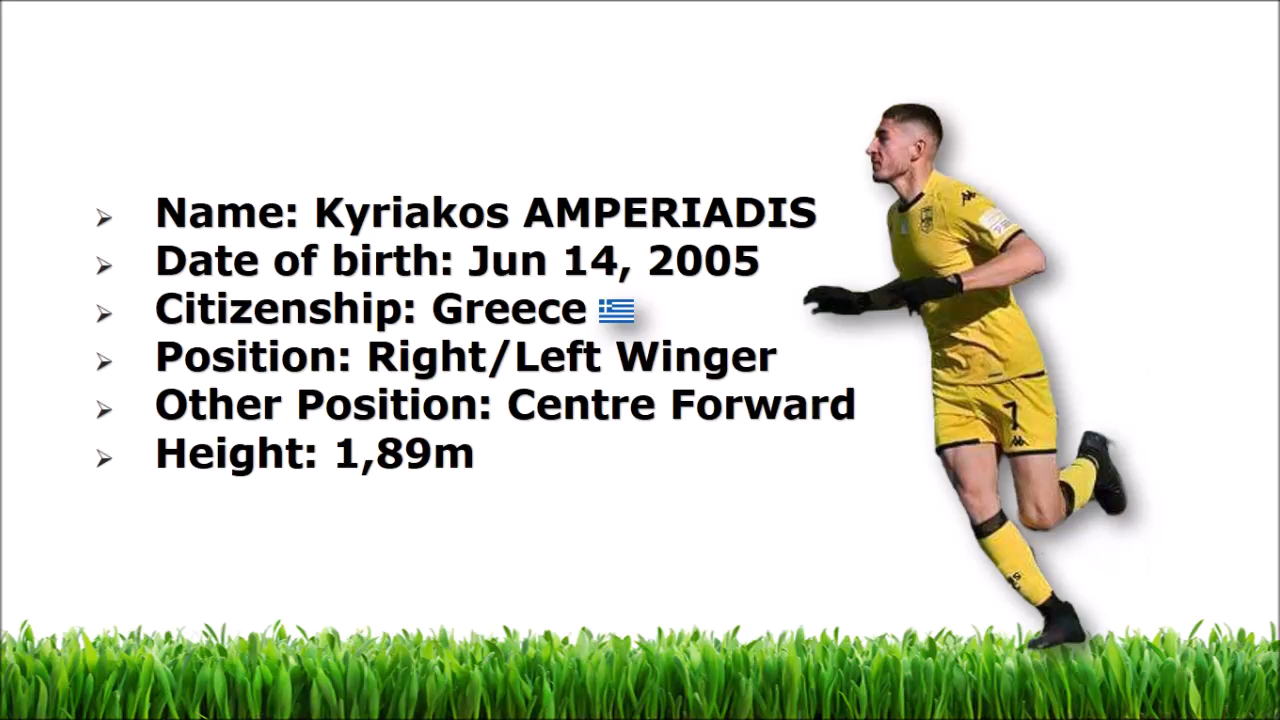 Name: Kyriakos AMPERIADIS
Date of birth: Jun 14, 2005
Citizenship: Greece
Position: Right/Left Winger
Other Position: Centre Forward
Height: 1,89m
7